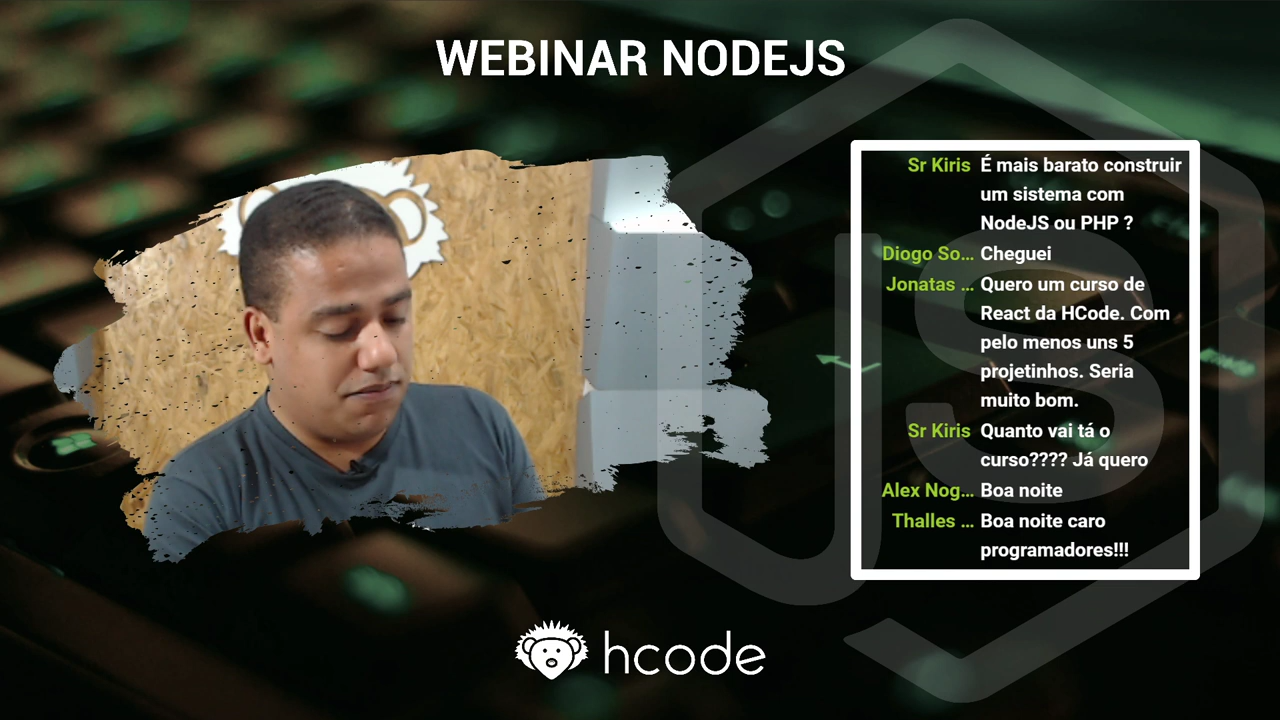 WEBINAR NODEJS
Sr Kiris É mais barato construir
um sistema com
NodeJS ou PHP ?
Diogo So... Cheguei
Jonatas ... Quero um curso de
React da HCode. Com
pelo menos uns 5
projetinhos. Seria
muito bom.
Sr Kiris Quanto vai tá o
curso???? Já quero
Alex Nog... Boa noite
Thalles ... Boa noite caro
programadores!!!
JS
hcode